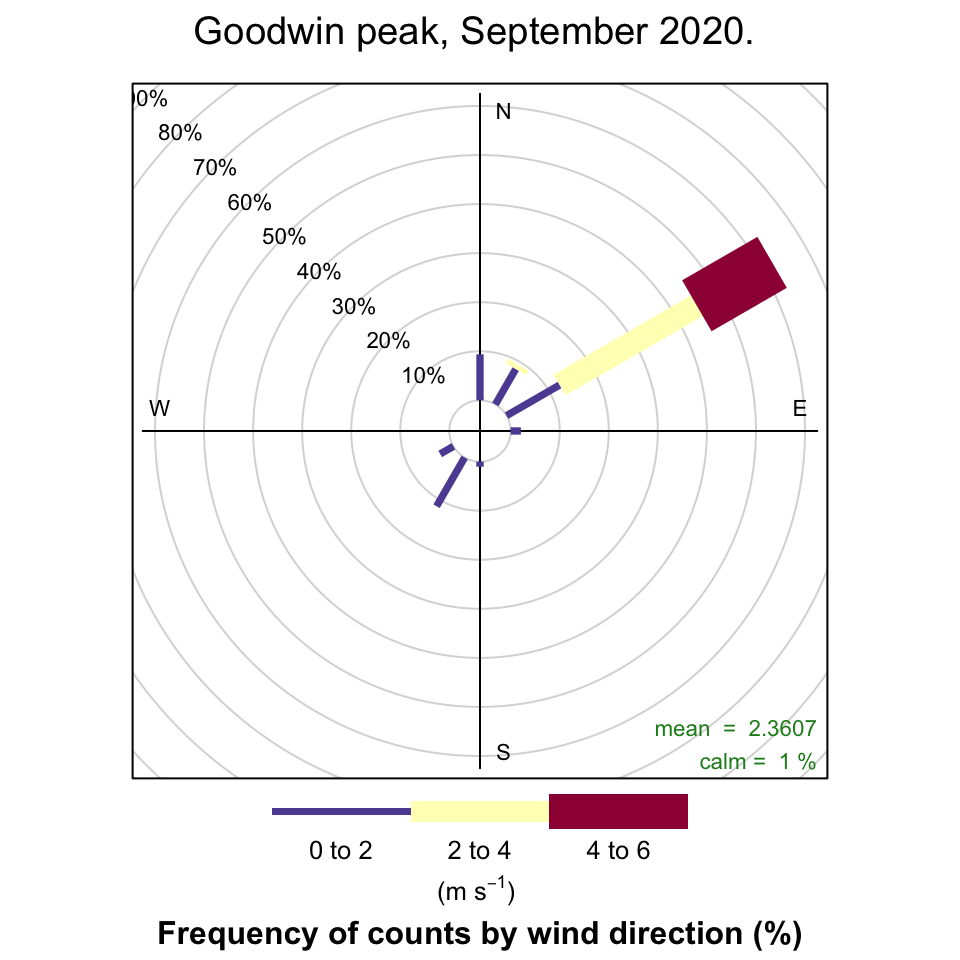 Goodwin peak, September 2020.
0%
80%
70%
60%
50%
40%
30%
20%
10%
N
W
E
S
mean = 2.3607
calm = 1 %
0 to 2 2 to 4 4 to 6
(m s⁻¹)
Frequency of counts by wind direction (%)